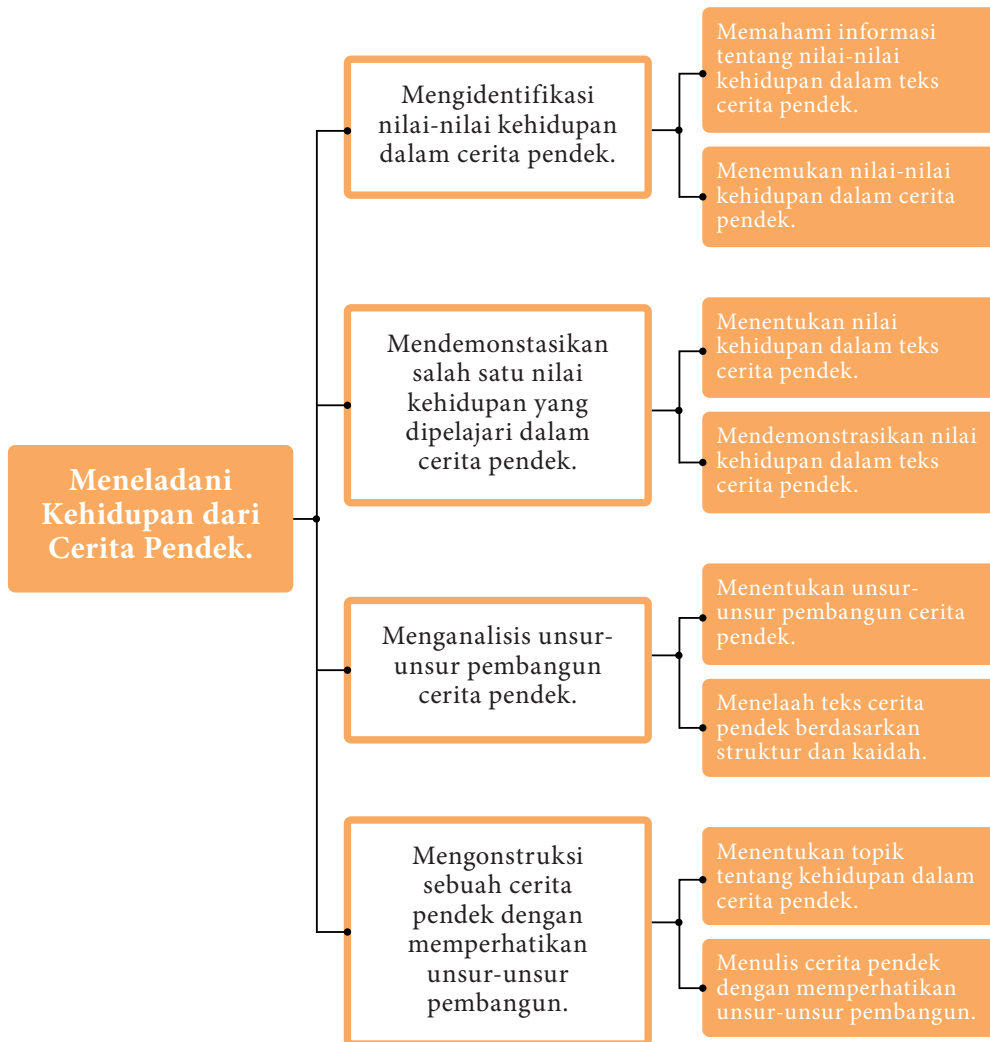 Meneladani
Kehidupan dari
Cerita Pendek.
Mengidentifikasi
nilai-nilai kehidupan
dalam cerita pendek.
Memahami informasi
tentang nilai-nilai
kehidupan dalam teks
cerita pendek.
Menemukan nilai-nilai
kehidupan dalam cerita
pendek.
Mendemonstasikan
salah satu nilai
kehidupan yang
dipelajari dalam
cerita pendek.
Menentukan nilai
kehidupan dalam teks
cerita pendek.
Mendemonstrasikan nilai
kehidupan dalam teks
cerita pendek.
Menganalisis unsur-
unsur pembangun
cerita pendek.
Menentukan unsur-
unsur pembangun cerita
pendek.
Menelaah teks cerita
pendek berdasarkan
struktur dan kaidah.
Mengonstruksi
sebuah cerita
pendek dengan
memperhatikan
unsur-unsur
pembangun.
Menentukan topik
tentang kehidupan dalam
cerita pendek.
Menulis cerita pendek
dengan memperhatikan
unsur-unsur pembangun.